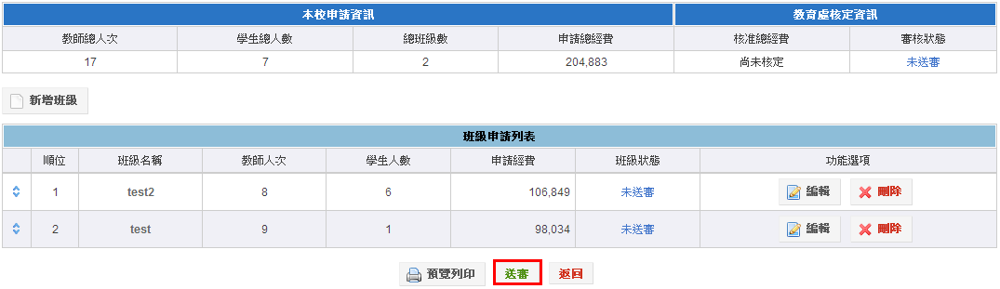 本校申請資訊 教育處核定資訊
教師總人次 學生總人數 總班級數 申請總經費 核准總經費 審核狀態
17 7 2 204,883 尚未核定 未送審
新增班級
班級申請列表
順位 班級名稱 教師人次 學生人數 申請經費 班級狀態 功能選項
1 test2 8 6 106,849 未送審 編輯 刪除
2 test 9 1 98,034 未送審 編輯 刪除
預覽列印 送審 返回